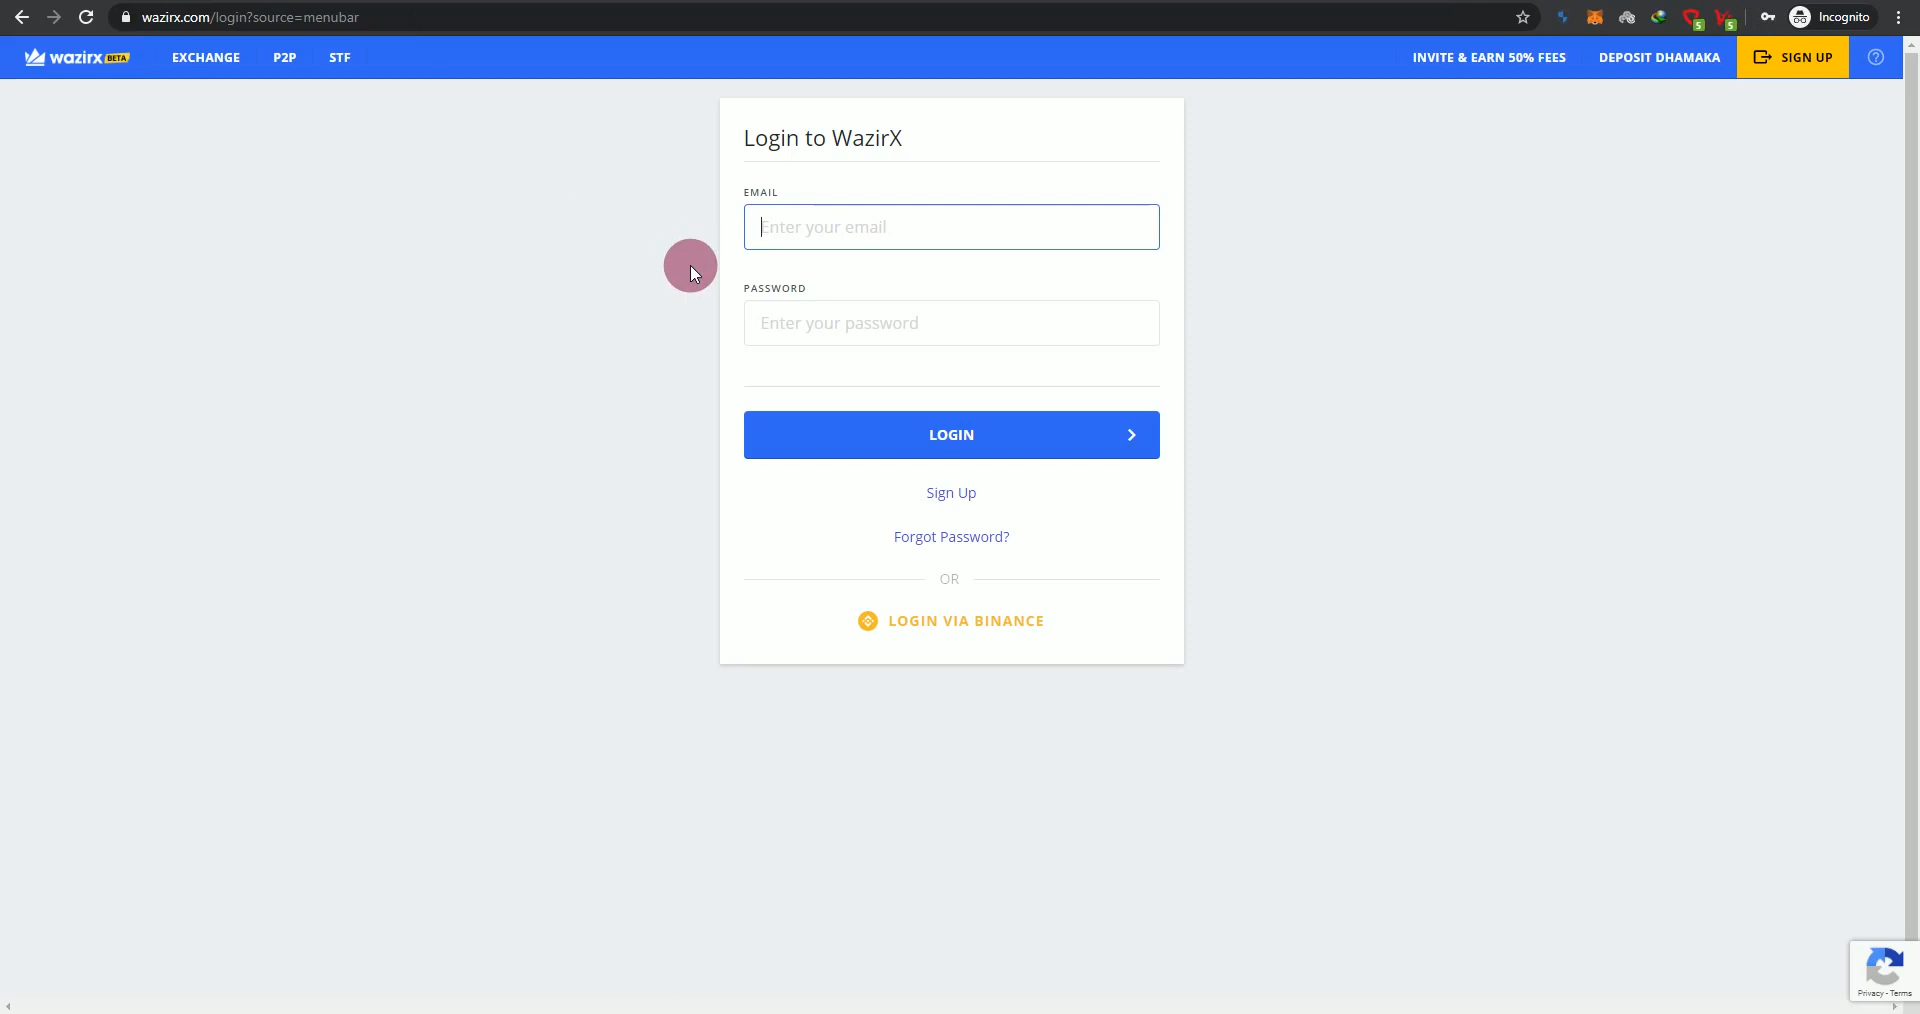 wazirx.com/login?source=menubar
S
S
Incognito
wazirx BETA
EXCHANGE
P2P
STF
INVITE & EARN 50% FEES
DEPOSIT DHAMAKA
SIGN UP
Login to WazirX
EMAIL
Enter your email
PASSWORD
Enter your password
LOGIN
Sign Up
Forgot Password?
OR
LOGIN VIA BINANCE
Privacy - Terms